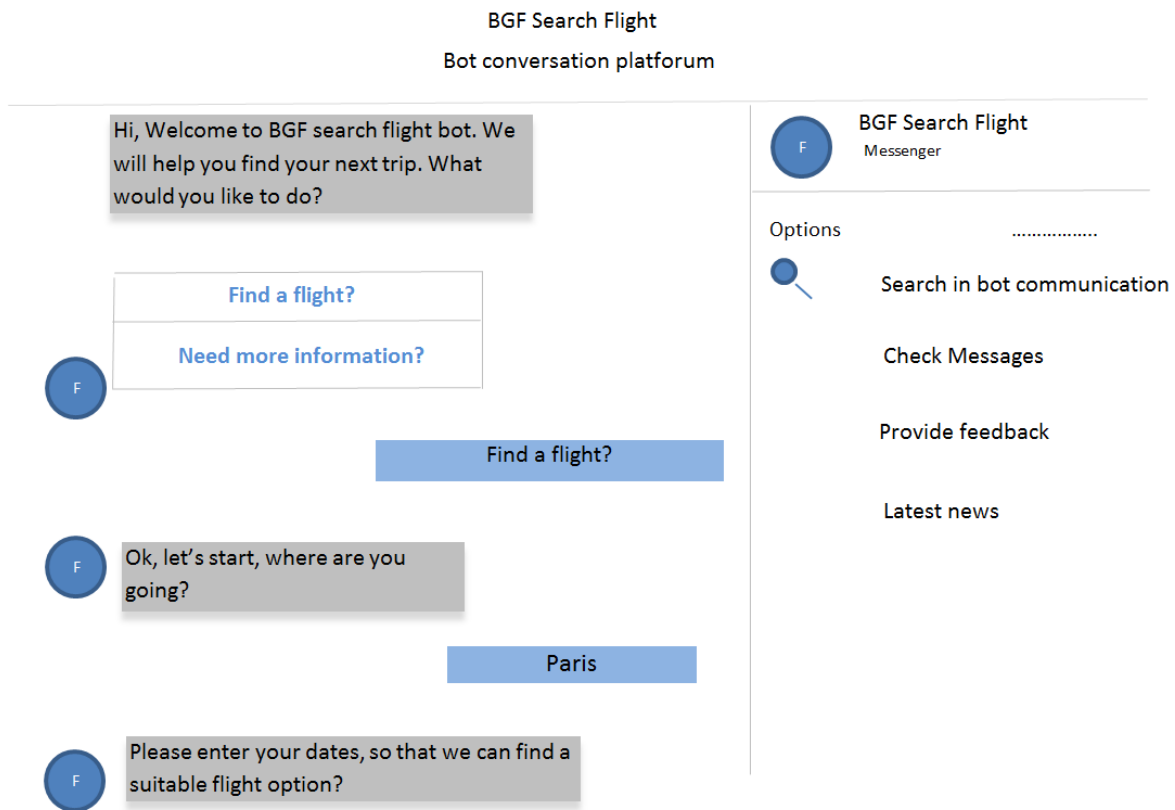 BGF Search Flight
Bot conversation platforum
Hi, Welcome to BGF search flight bot. We
will help you find your next trip. What
would you like to do?
Find a flight?
Need more information?
F
Find a flight?
F
Ok, let's start, where are you
going?
Paris
F
Please enter your dates, so that we can find a
suitable flight option?
F
BGF Search Flight
Messenger
Options ……………..
Search in bot communication
Check Messages
Provide feedback
Latest news